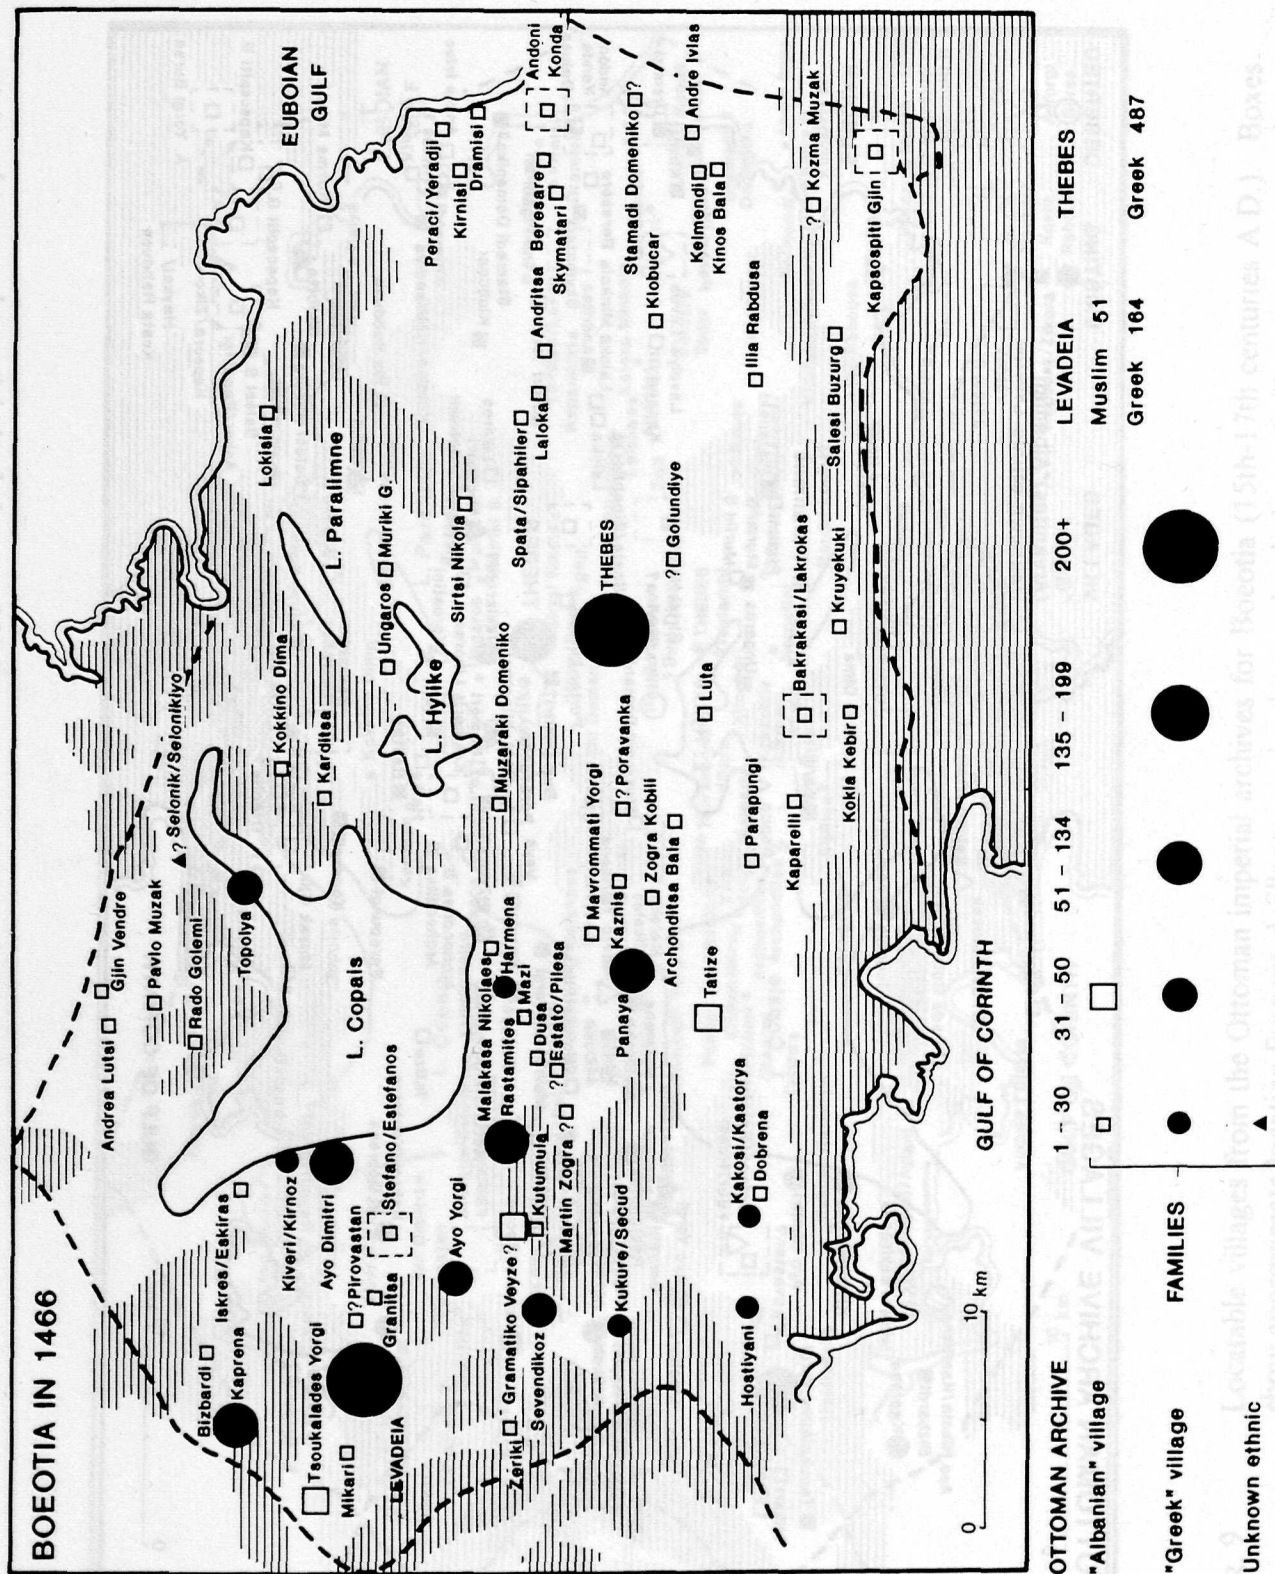 BOEOTIA IN 1466
EUBOIAN
GULF
Gjin Vendre
Andrea Lutsi
Pavlo Muzak
? Selonik/Selonikiyo
Rado Golemi
Topolya
Kokkino Dima
Karditsa
L. Copais
Lokisia
L. Paralimne
Ungaros
Muriki G.
L. Hylike
Sirtsi Nikola
Peraci/Yeradji
Kirnisi
Dramisi
Andoni
Konda
Andritsa
Beresare
Skymatari
Spata/Sipahiler
Laloka
Stamadi Domeniko ?
Klobucar
Andre Ivlas
Kelmendi
Kinos Bala
Ilia Rabdusa
? Kozma Muzak
Kapsospiti Gjin
Salesi Buzurg
THEBES
? Golundiye
Bakrakasi/Lakrokas
Kruyekuki
Luta
Kokla Kebir
Muzaraki Domeniko
Mavrommati Yorgi
? Poravanka
Kaznis
Zogra Kobili
Archonditsa Bala
Panaya
Parapungi
Kaparelli
Tatize
Malakasa Nikolaes
Harmena
Rastamites
Mazi
Dusa
? Estato/Pilesa
Kutumula
Martin Zogra ?
Bizbardi
Kaprena
Iskres/Eskiras
Kiveri/Kirnoz
Ayo Dimitri
? Pirovastan
Granitsa
Stefano/Estefanos
Tsoukalades Yorgi
Mikari
LEVADEIA
Ayo Yorgi
Gramatiko Veyze ?
Zeriki
Sevendikoz
Kukure/Secud
Kakosi/Kastorya
Dobrena
Hostiyani
GULF OF CORINTH
0 10 km
OTTOMAN ARCHIVE
FAMILIES
1 - 30 31 - 50 51 - 134 135 - 199 200+
LEVADEIA THEBES
"Albanian" village
Muslim 51
"Greek" village
Greek 164 Greek 487
Unknown ethnic